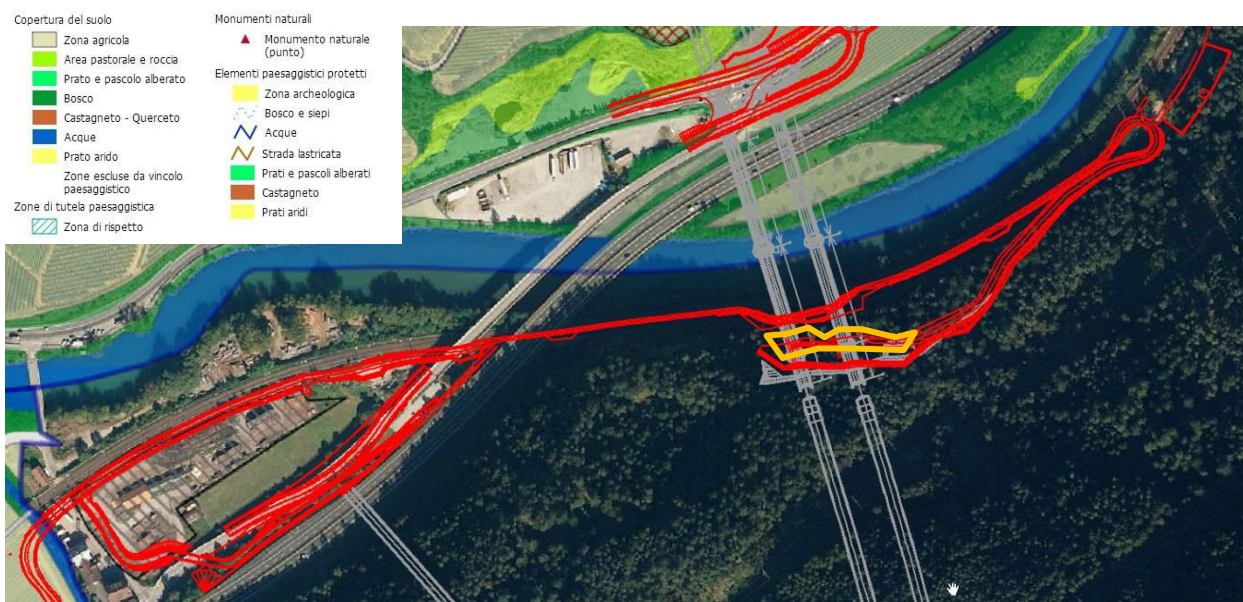 Copertura del suolo
Zona agricola
Area pastorale e roccia
Prato e pascolo alberato
Bosco
Castagneto - Querceto
Acque
Prato arido
Zone escluse da vincolo
paesaggistico
Zone di tutela paesaggistica
Zona di rispetto
Monumenti naturali
Monumento naturale
(punto)
Elementi paesaggistici protetti
Zona archeologica
Bosco e siepi
Acque
Strada lastricata
Prati e pascoli alberati
Castagneto
Prati aridi